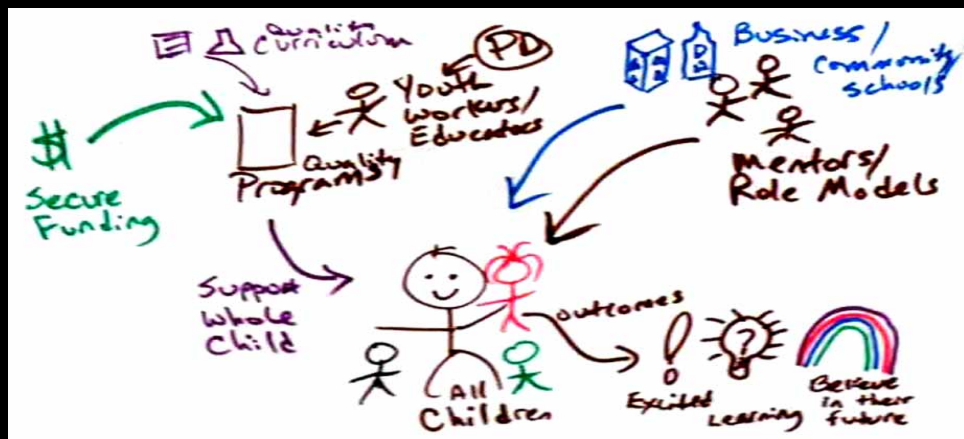 Quality
Curriculum
PD
Youth
Workers/
Educators
Business/
Community
Schools
$
Secure
Funding
Quality
Programs
Mentors/
Role Models
Support
Whole
Child
All
Children
outcomes
!
?
Excited
Learning
Believe
in their
future